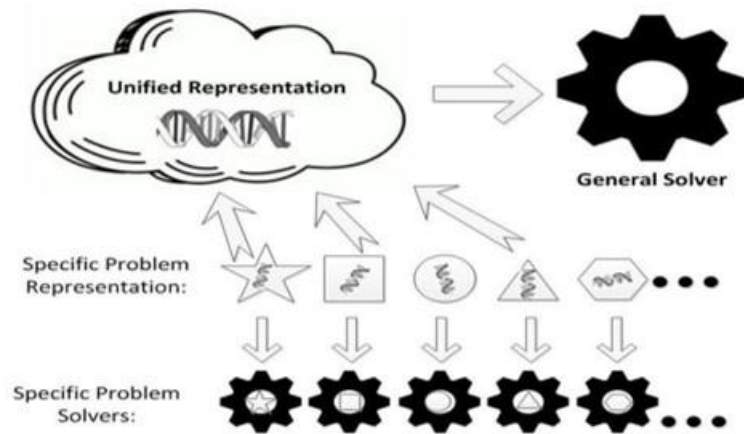 Unified Representation
General Solver
Specific Problem
Representation:
Specific Problem
Solvers: